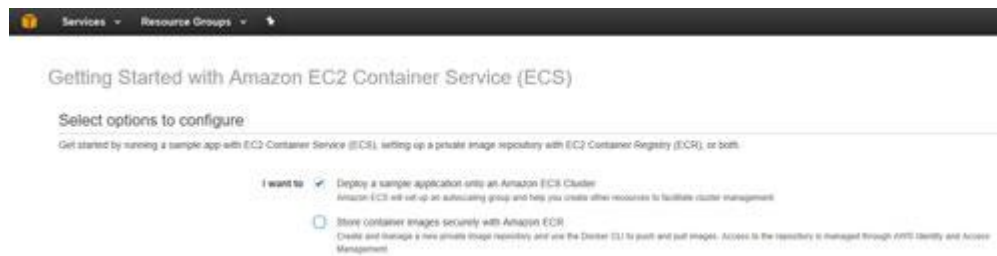 Services Resource Groups
Getting Started with Amazon EC2 Container Service (ECS)
Select options to configure
Get started by running a sample app with EC2 Container Service (ECS), setting up a private image repository with EC2 Container Registry (ECR), or both.
I want to Deploy a sample application onto an Amazon ECS Cluster
Amazon ECS will set up an autoscaling group and help you create other resources to facilitate cluster management
Store container images securely with Amazon ECR
Create and manage a new private image repository and use the Docker CLI to push and pull images. Access to the repository is managed through AWS Identity and Access
Management